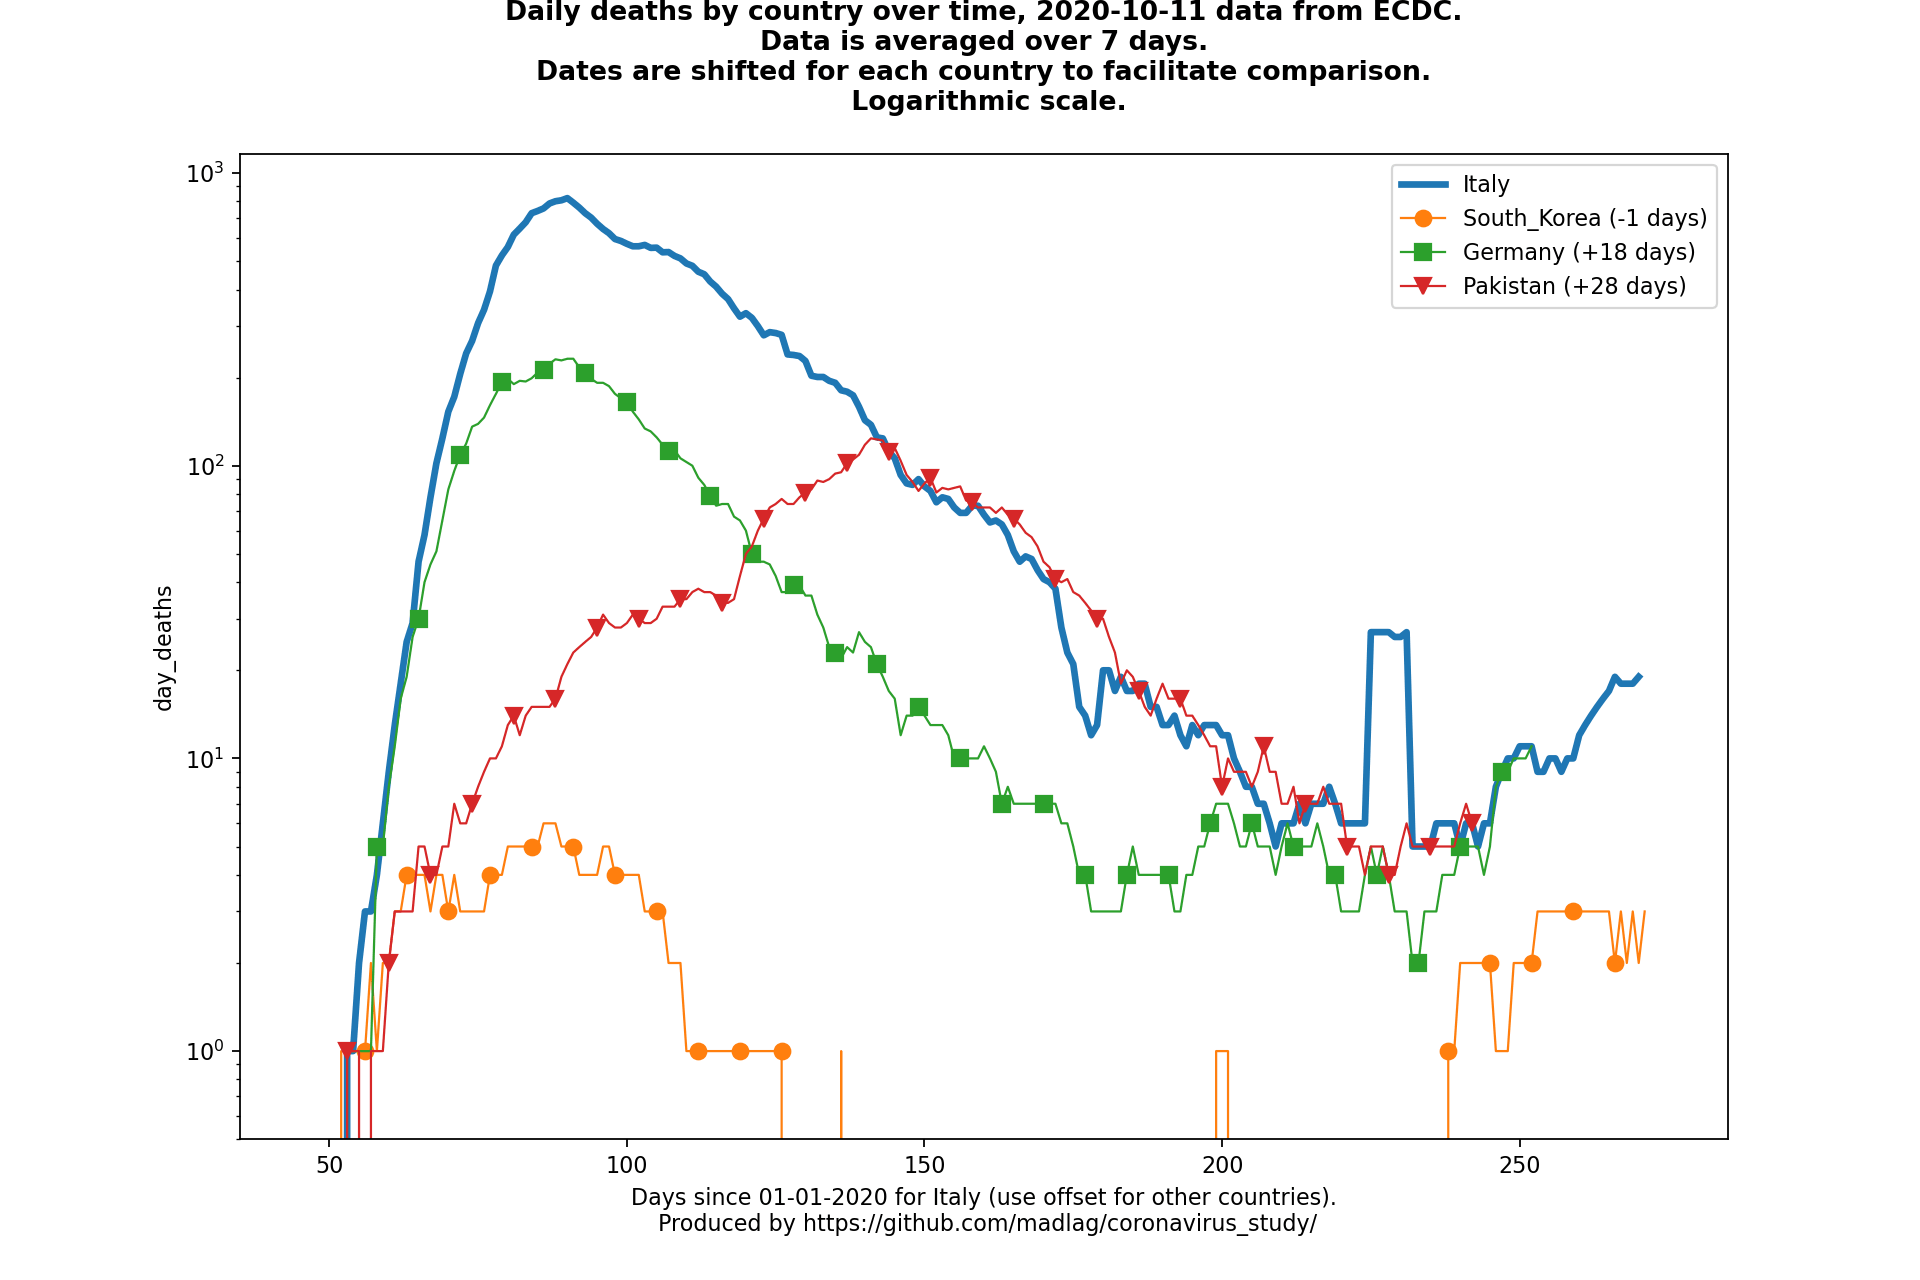 Daily deaths by country over time, 2020-10-11 data from ECDC.
Data is averaged over 7 days.
Dates are shifted for each country to facilitate comparison.
Logarithmic scale.
10³
10²
10¹
10⁰
day_deaths
Italy
South_Korea (-1 days)
Germany (+18 days)
Pakistan (+28 days)
50 100 150 200 250
Days since 01-01-2020 for Italy (use offset for other countries).
Produced by https://github.com/madlag/coronavirus_study/